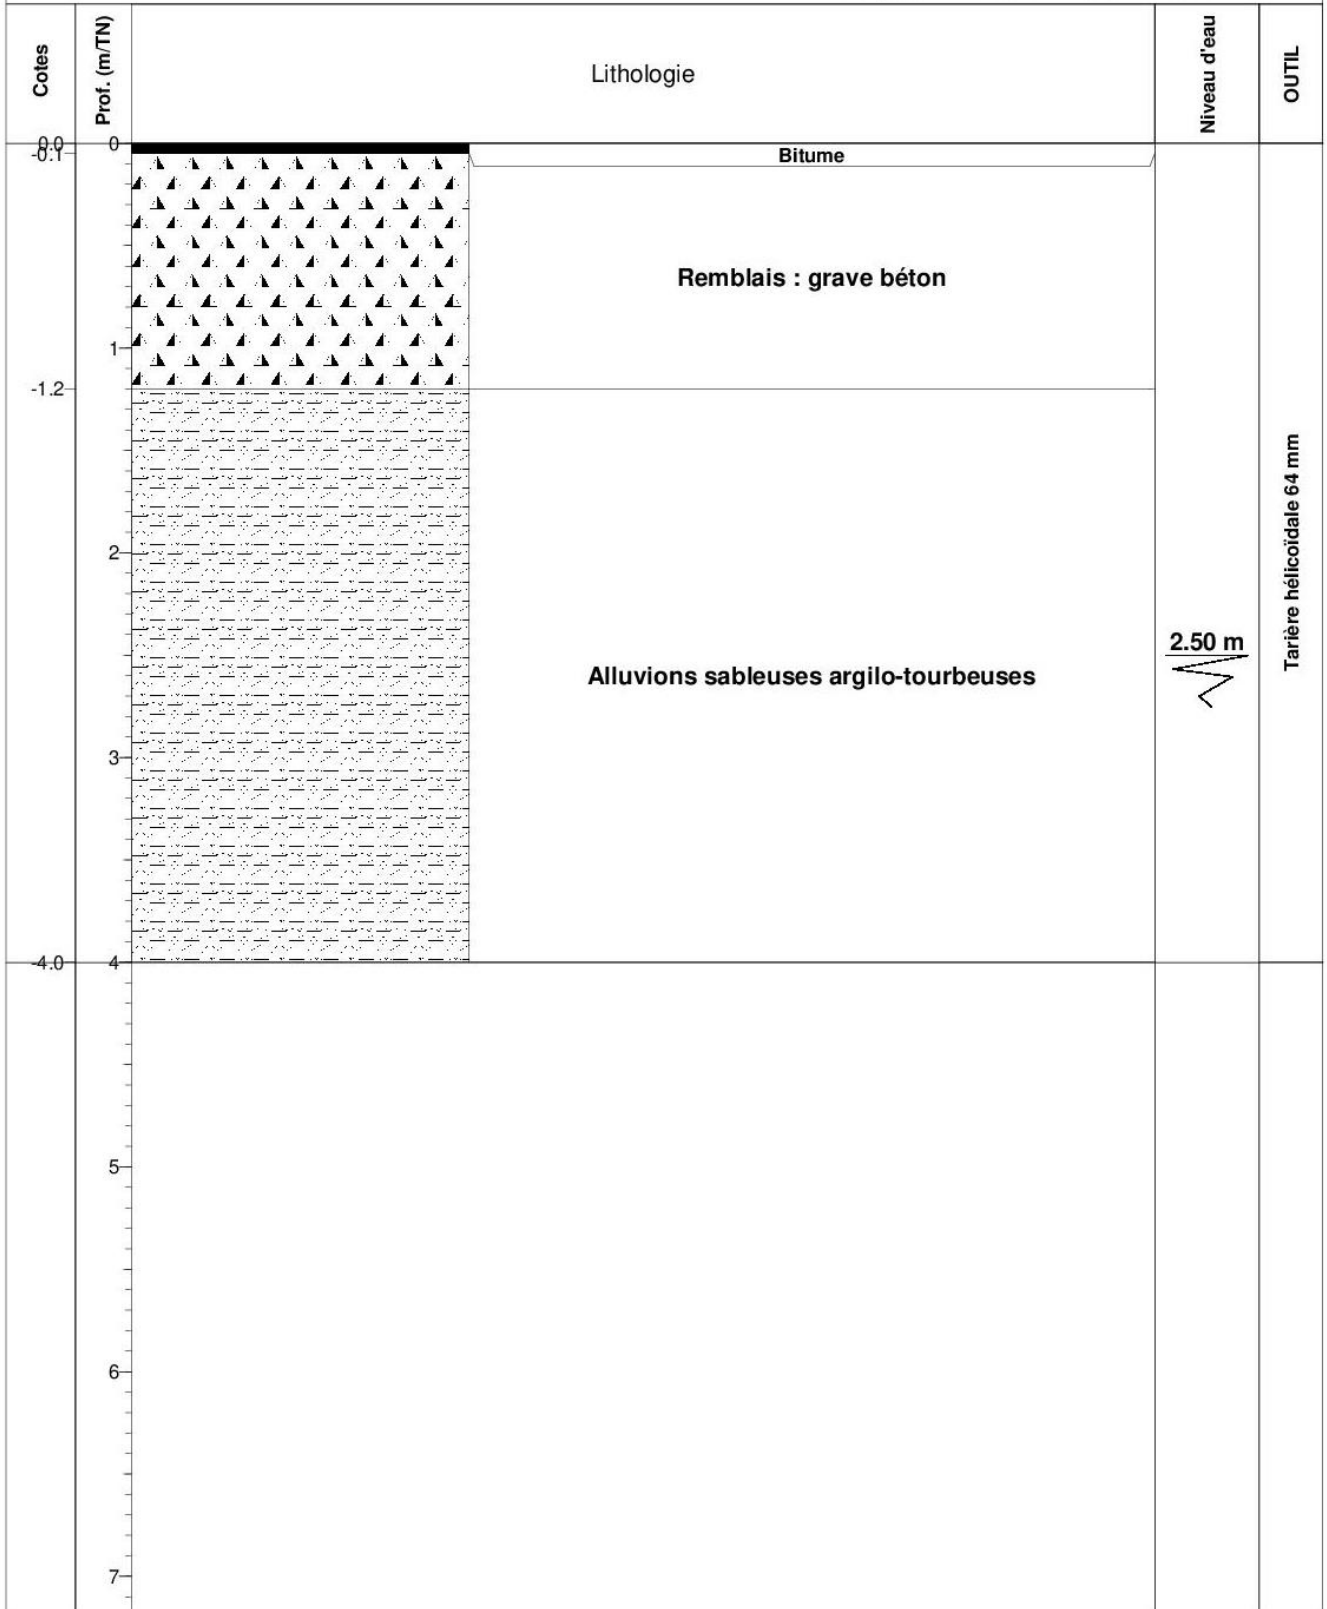 Cotes
Prof. (m/TN)
Lithologie
Niveau d'eau
OUTIL
0.0
0
-0.1
Bitume
Remblais : grave béton
1
-1.2
2
Tarière hélicoïdale 64 mm
2.50 m
Alluvions sableuses argilo-tourbeuses
3
-4.0
4
5
6
7